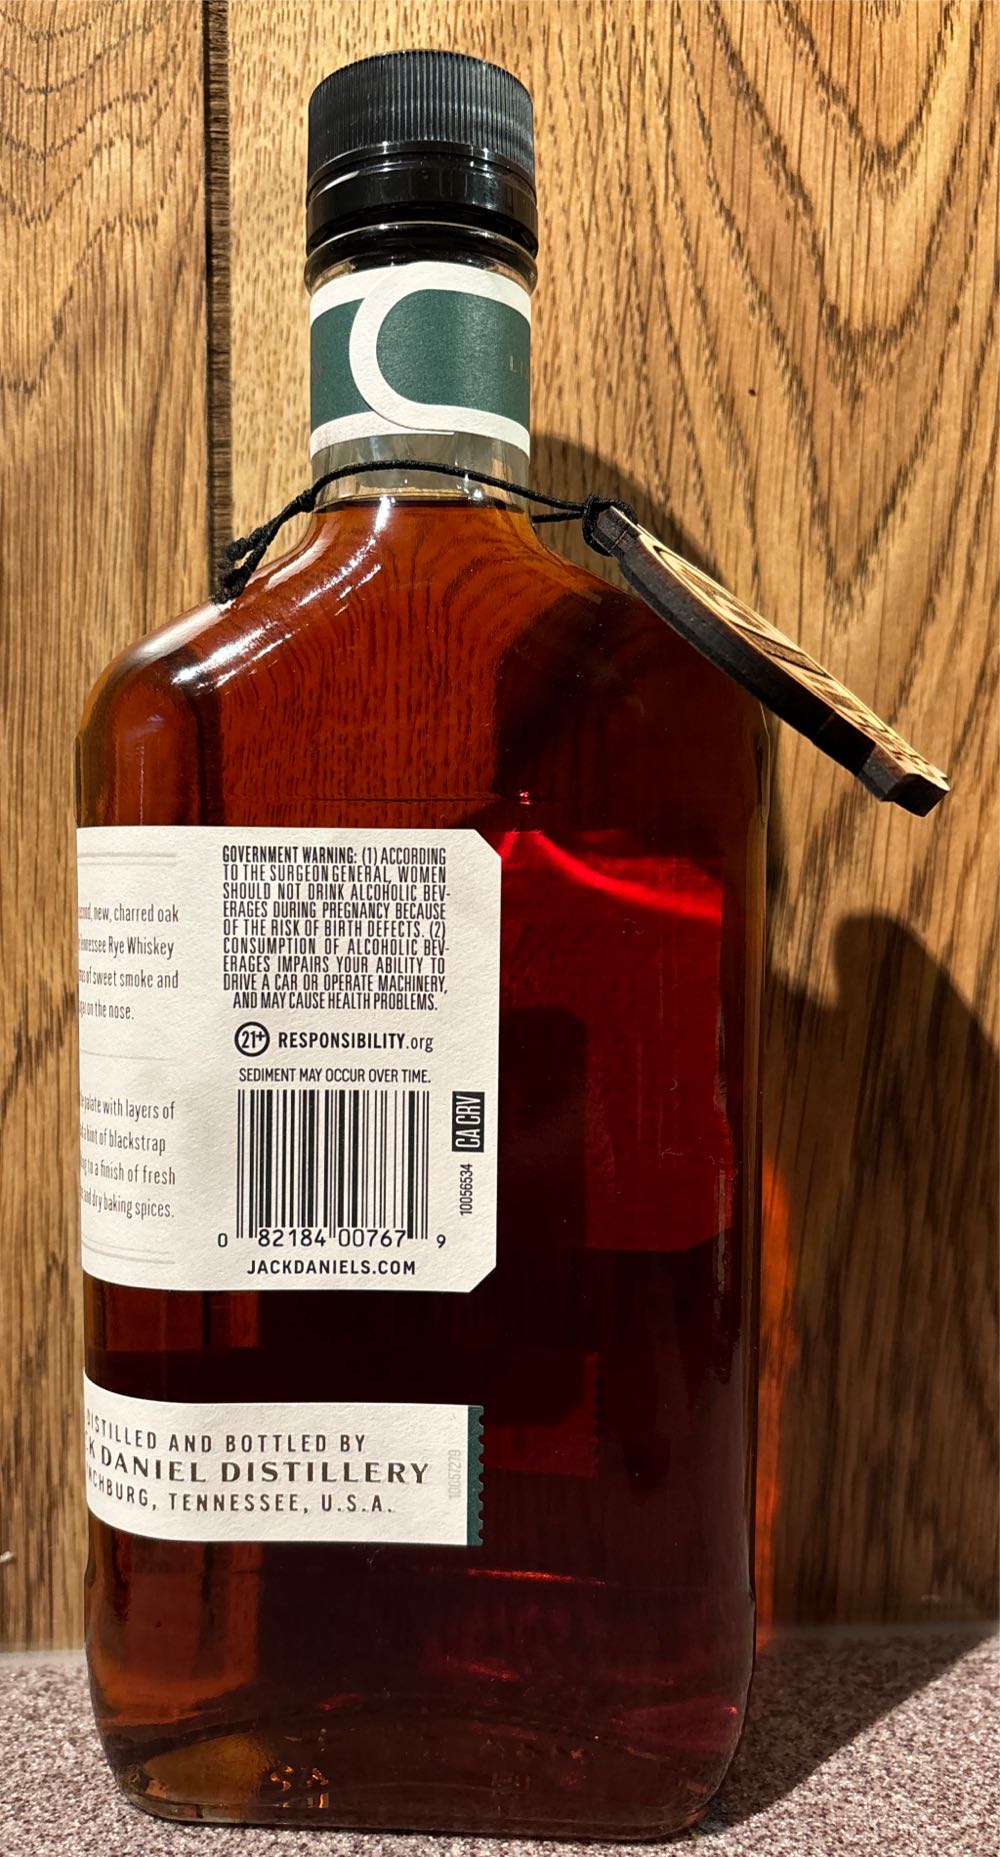 new, charred oak
Rye Whiskey
of sweet smoke and
on the nose.
palate with layers of
hint of blackstrap
to a finish of fresh
and dry baking spices.
GOVERNMENT WARNING: (1) ACCORDING
TO THE SURGEON GENERAL, WOMEN
SHOULD NOT DRINK ALCOHOLIC BEV-
ERAGES DURING PREGNANCY BECAUSE
OF THE RISK OF BIRTH DEFECTS. (2)
CONSUMPTION OF ALCOHOLIC BEV-
ERAGES IMPAIRS YOUR ABILITY TO
DRIVE A CAR OR OPERATE MACHINERY,
AND MAY CAUSE HEALTH PROBLEMS.
21+ RESPONSIBILITY.org
SEDIMENT MAY OCCUR OVER TIME.
CA CRV
10056534
0 82184 00767 9
JACKDANIELS.COM
DISTILLED AND BOTTLED BY
DANIEL DISTILLERY
TENNESSEE, U.S.A.
10057279